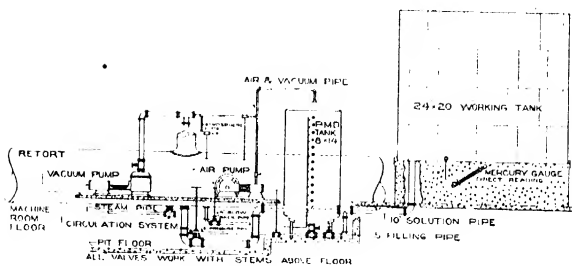 AIR & VACUUM PIPE
24×20 WORKING TANK
P.M.D.
TANK
8×14
RETORT
VACUUM PUMP
AIR PUMP
MERCURY GAUGE
DIRECT READING
MACHINE
ROOM
FLOOR
STEAM PIPE
CIRCULATION SYSTEM
10" SOLUTION PIPE
5 FILLING PIPE
PIT FLOOR
ALL VALVES WORK WITH STEMS ABOVE FLOOR